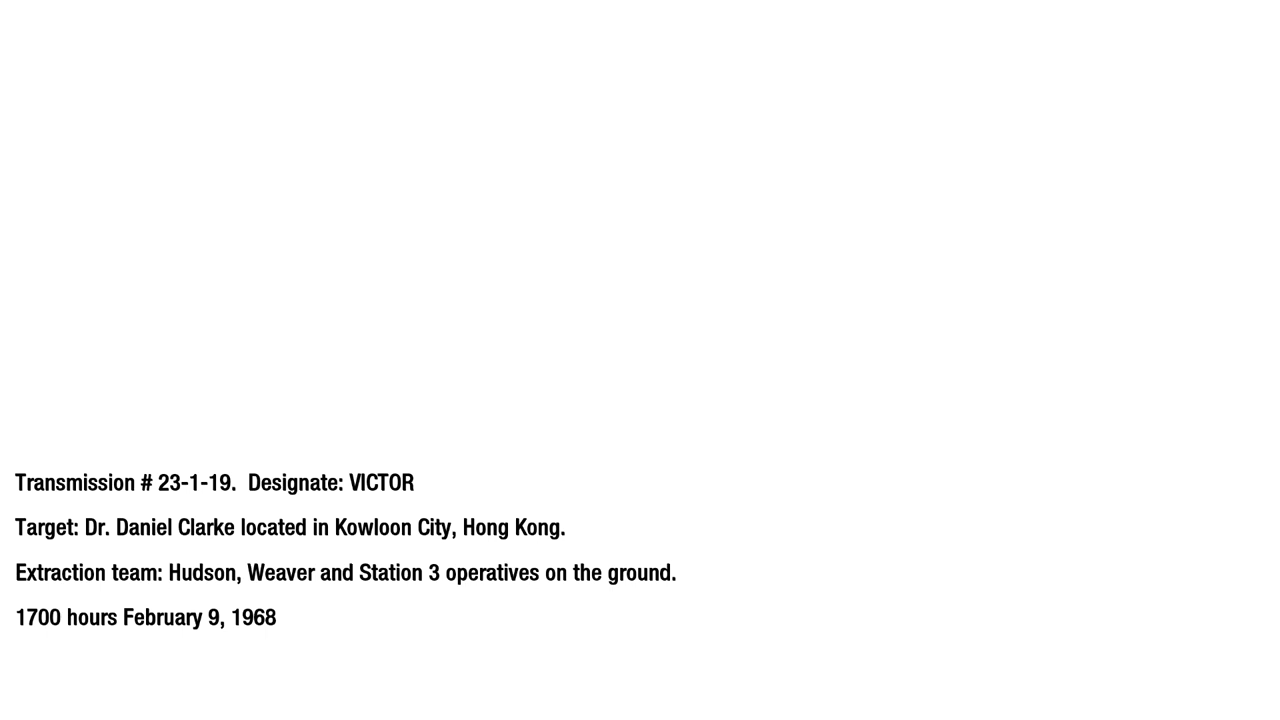 Transmission # 23-1-19.  Designate: VICTOR
Target: Dr. Daniel Clarke located in Kowloon City, Hong Kong.
Extraction team: Hudson, Weaver and Station 3 operatives on the ground.
1700 hours February 9, 1968